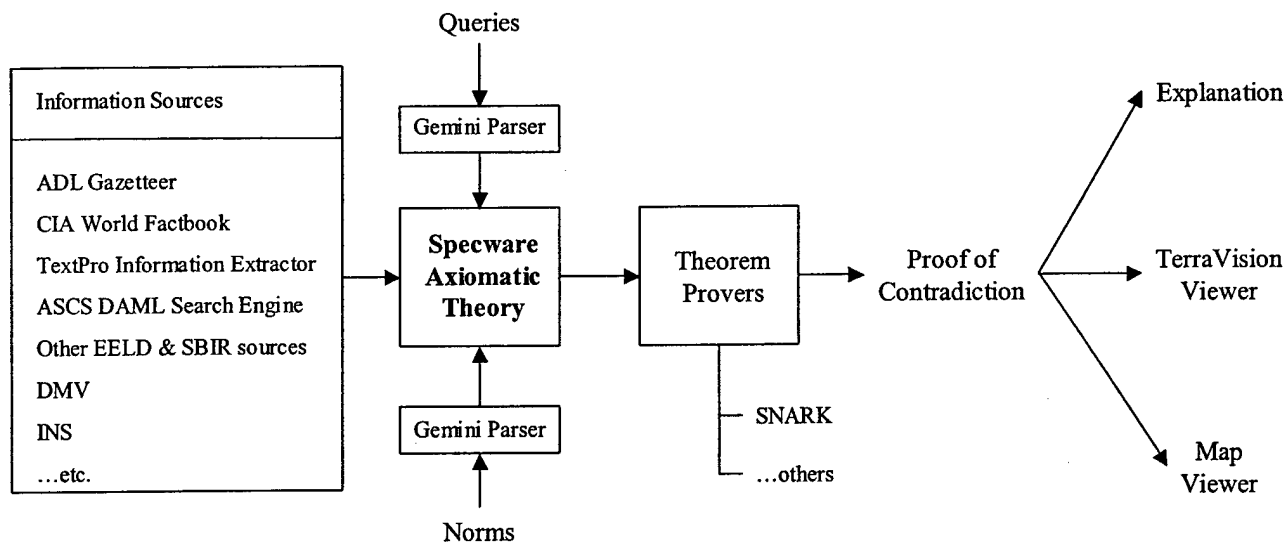 Queries
Information Sources
Gemini Parser
Explanation
ADL Gazetteer
CIA World Factbook
TextPro Information Extractor
ASCS DAML Search Engine
Other EELD & SBIR sources
DMV
INS
…etc.
Specware
Axiomatic
Theory
Theorem
Provers
Proof of
Contradiction
TerraVision
Viewer
Gemini Parser
SNARK
…others
Map
Viewer
Norms